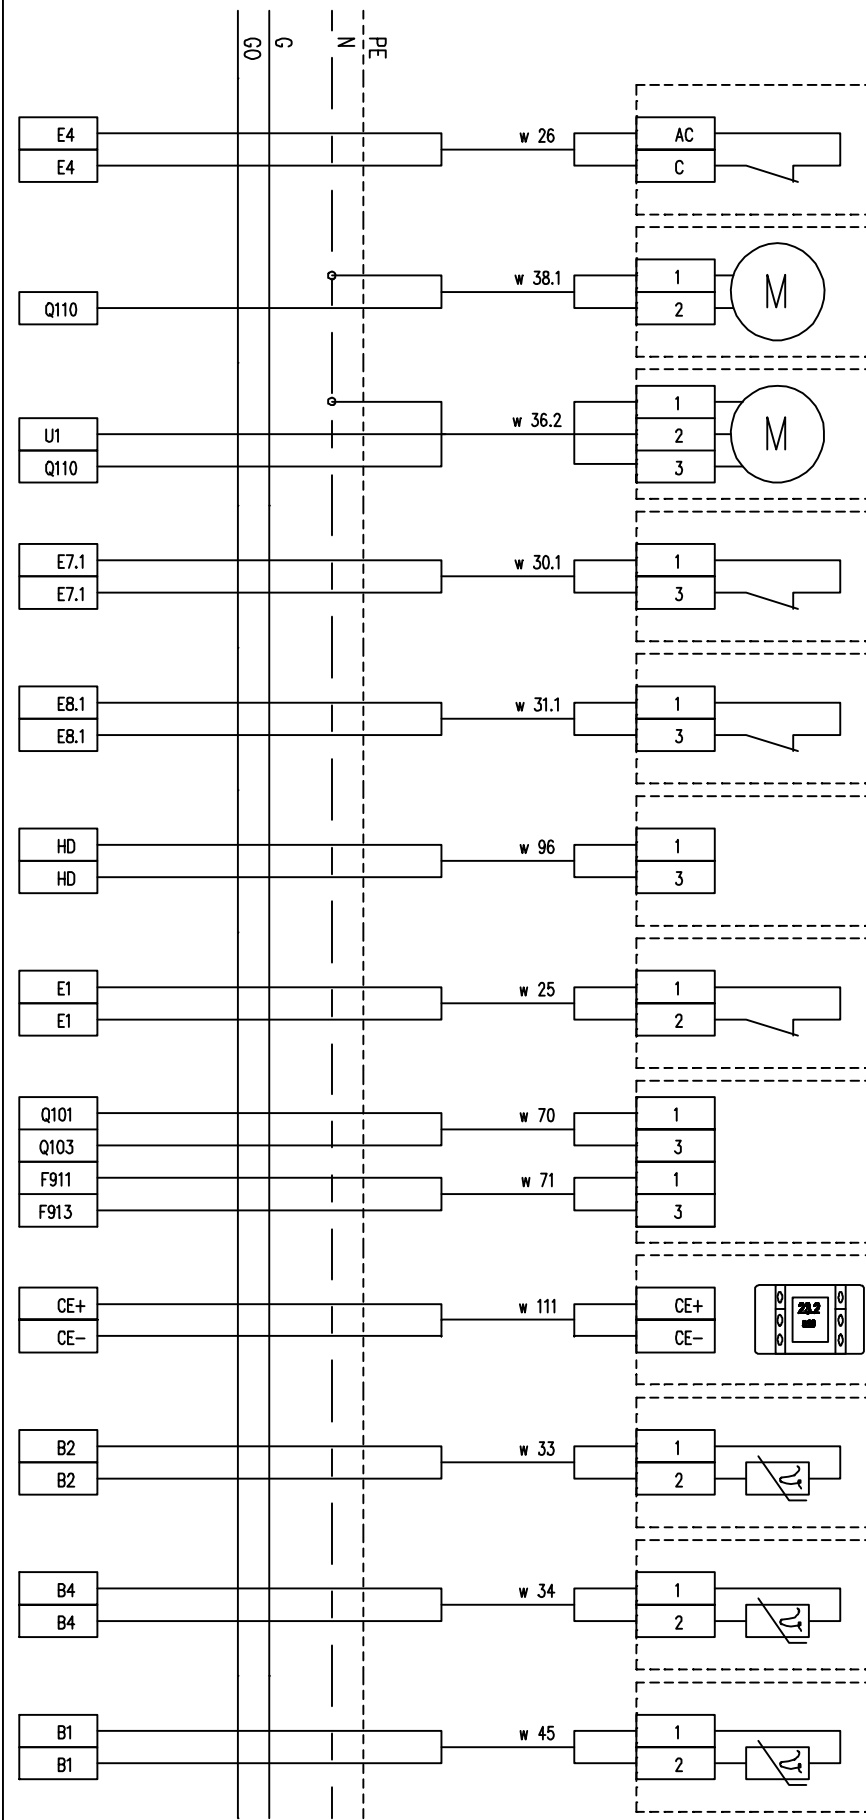 GO G N PE
E4 w 26 AC
E4 C
1 M
Q110 w 38.1 2
1
U1 w 36.2 2 M
Q110 3
E7.1 w 30.1 1
E7.1 3
E8.1 w 31.1 1
E8.1 3
HD w 96 1
HD 3
E1 w 25 1
E1 2
Q101 w 70 1
Q103 3
F911 w 71 1
F913 3
CE+ w 111 CE+ 23.2
CE- CE-
B2 w 33 1
B2 2
B4 w 34 1
B4 2
B1 w 45 1
B1 2